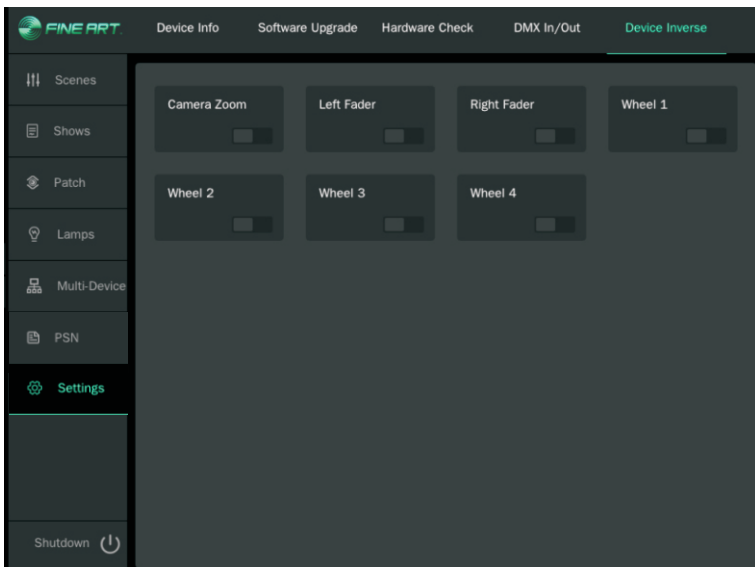 FINE ART.
Device Info Software Upgrade Hardware Check DMX In/Out Device Inverse
Scenes
Shows
Patch
Lamps
Multi-Device
PSN
Settings
Shutdown
Camera Zoom Left Fader Right Fader Wheel 1
Wheel 2 Wheel 3 Wheel 4